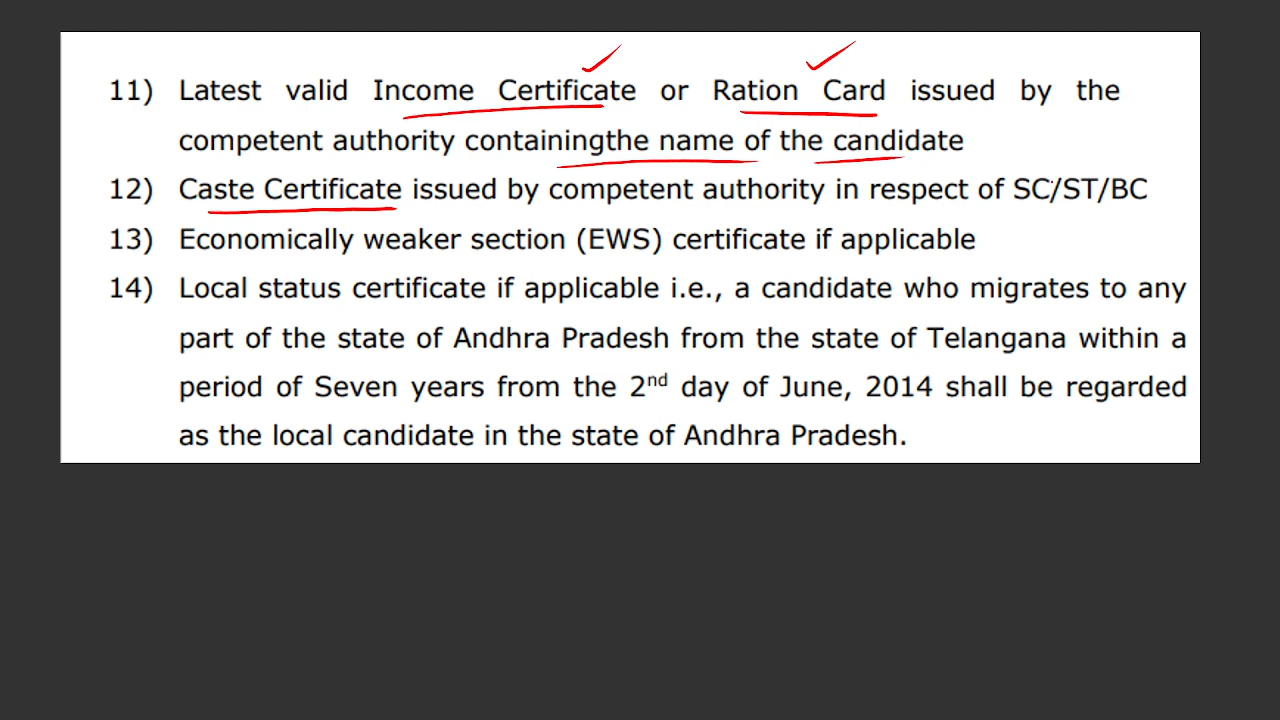 11) Latest valid Income Certificate or Ration Card issued by the
competent authority containingthe name of the candidate
12) Caste Certificate issued by competent authority in respect of SC/ST/BC
13) Economically weaker section (EWS) certificate if applicable
14) Local status certificate if applicable i.e., a candidate who migrates to any
part of the state of Andhra Pradesh from the state of Telangana within a
period of Seven years from the 2nd day of June, 2014 shall be regarded
as the local candidate in the state of Andhra Pradesh.